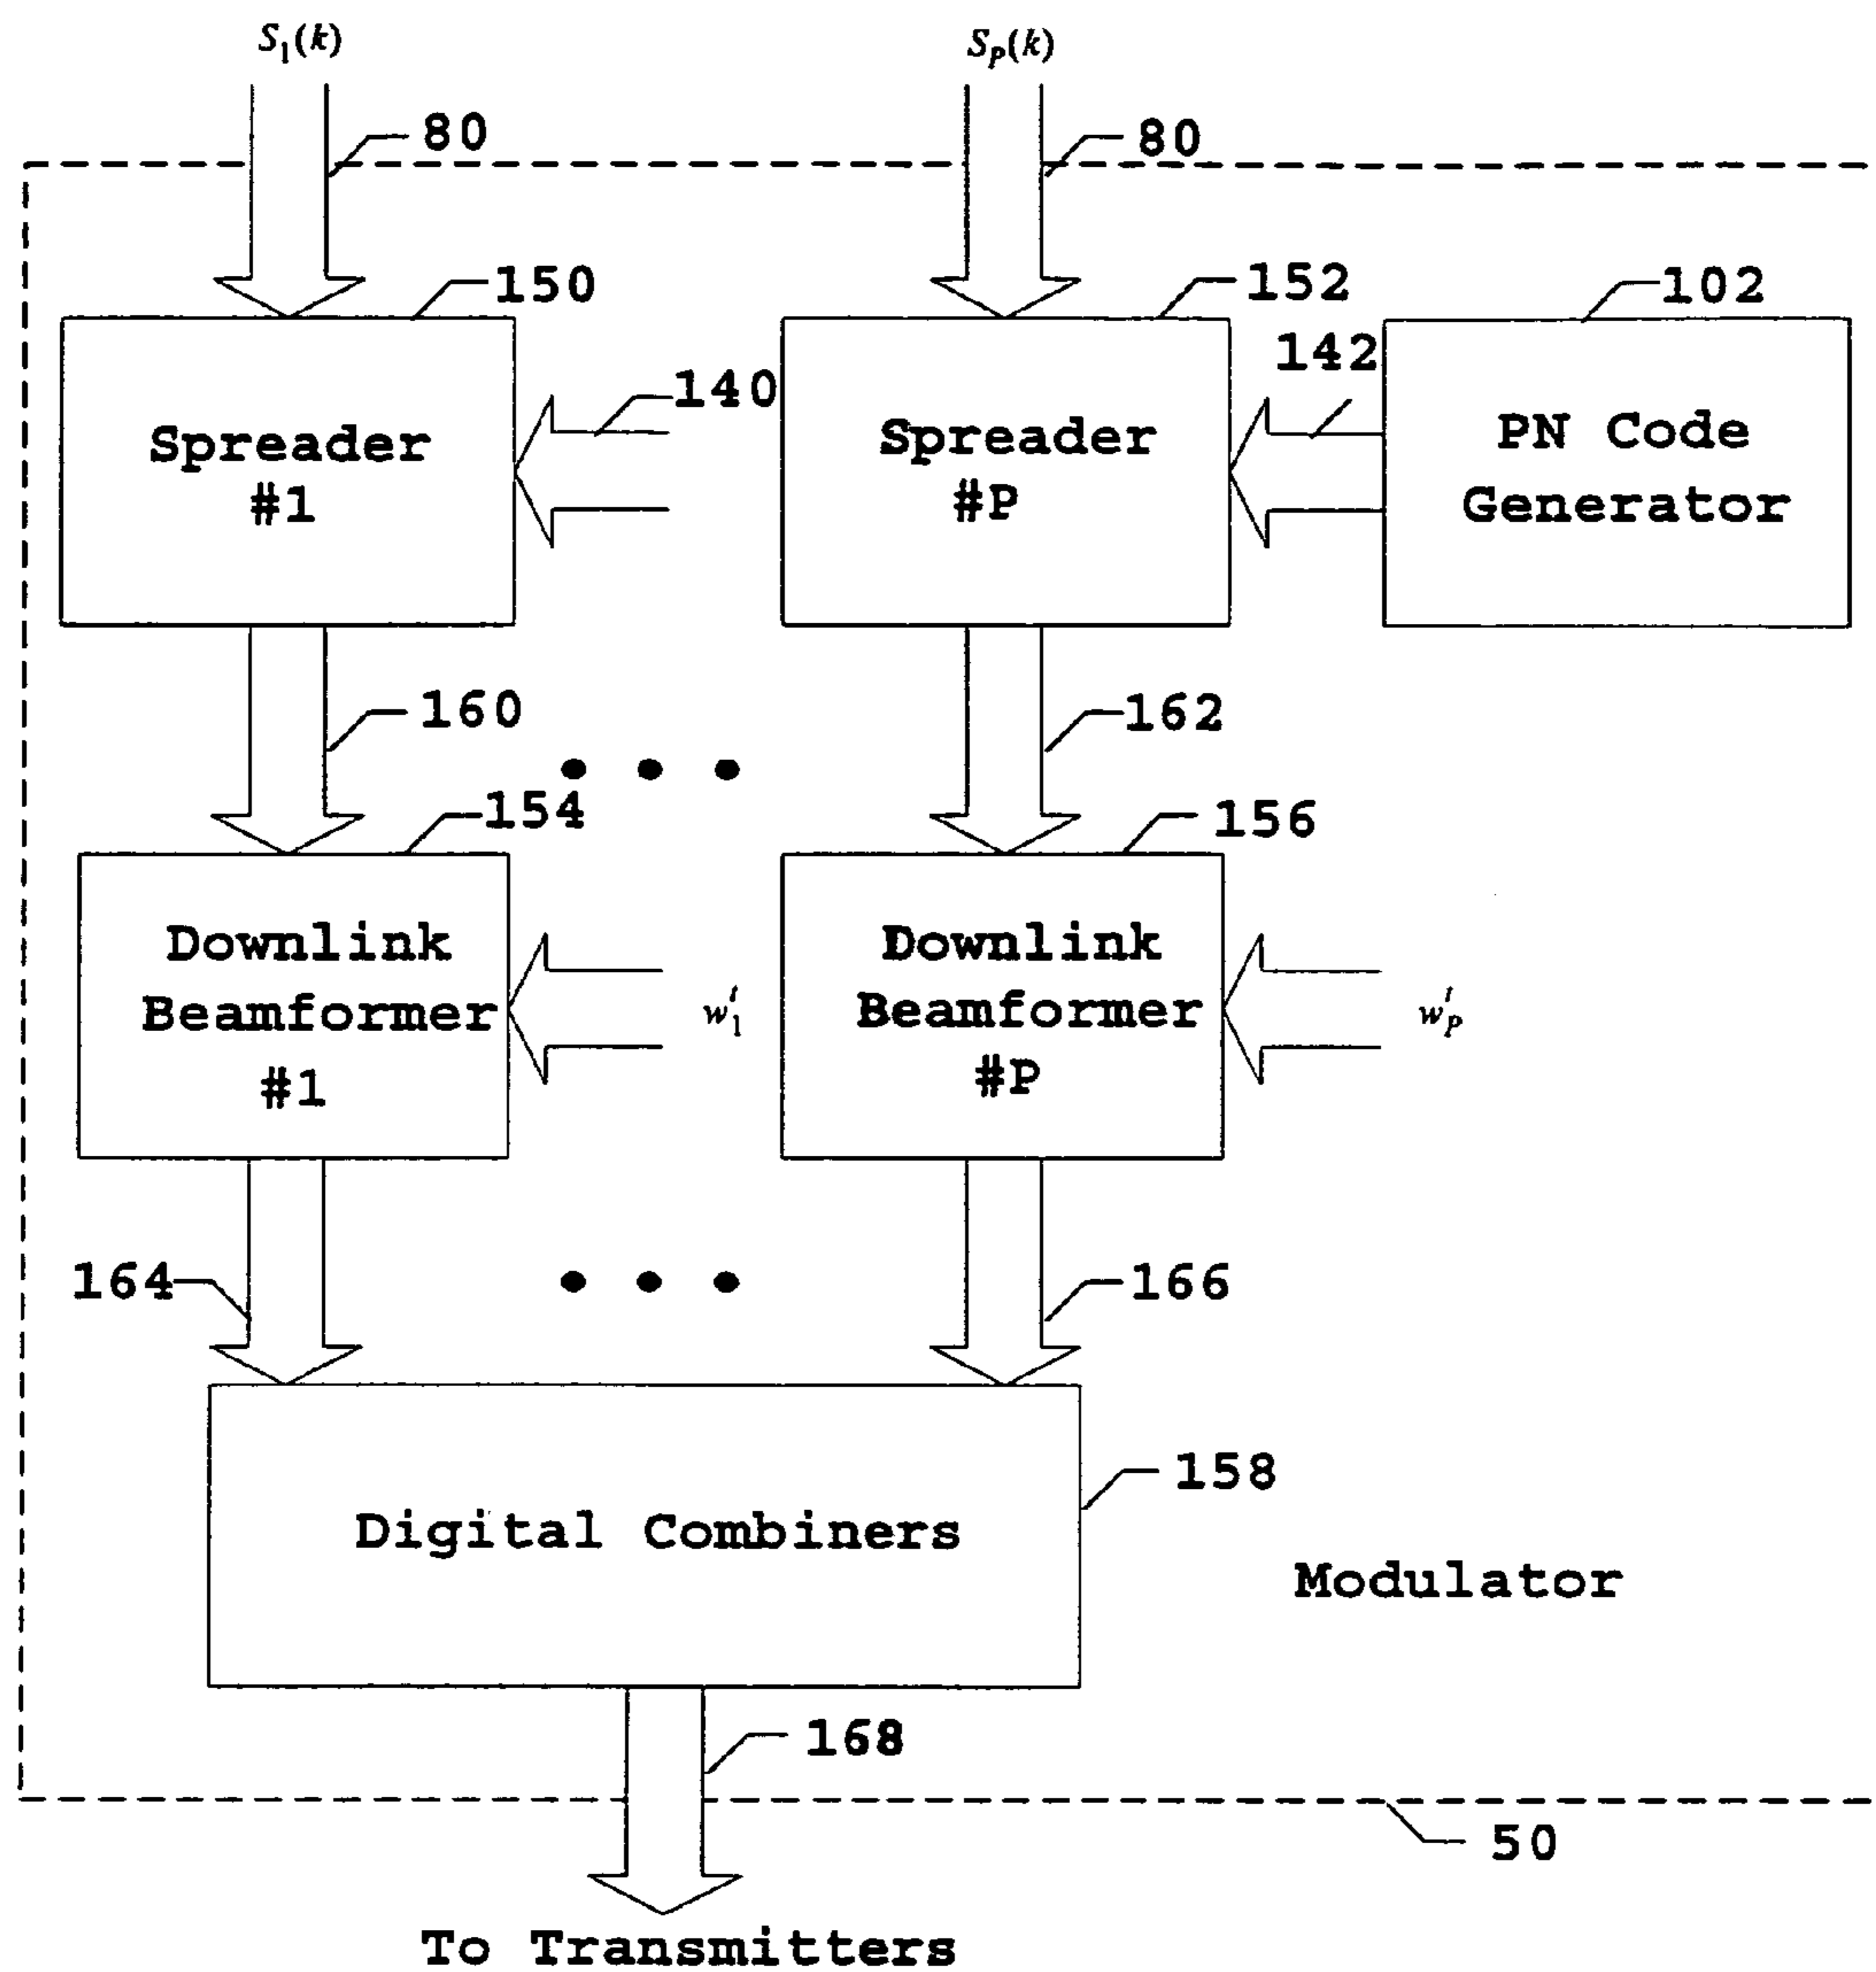 S₁(k)
Sₚ(k)
80
80
150
152
102
142
140
Spreader
#1
Spreader
#P
PN Code
Generator
160
162
154
156
Downlink
Beamformer
#1
w₁ᵗ
Downlink
Beamformer
#P
wₚᵗ
164
166
158
Digital Combiners
Modulator
168
50
To Transmitters